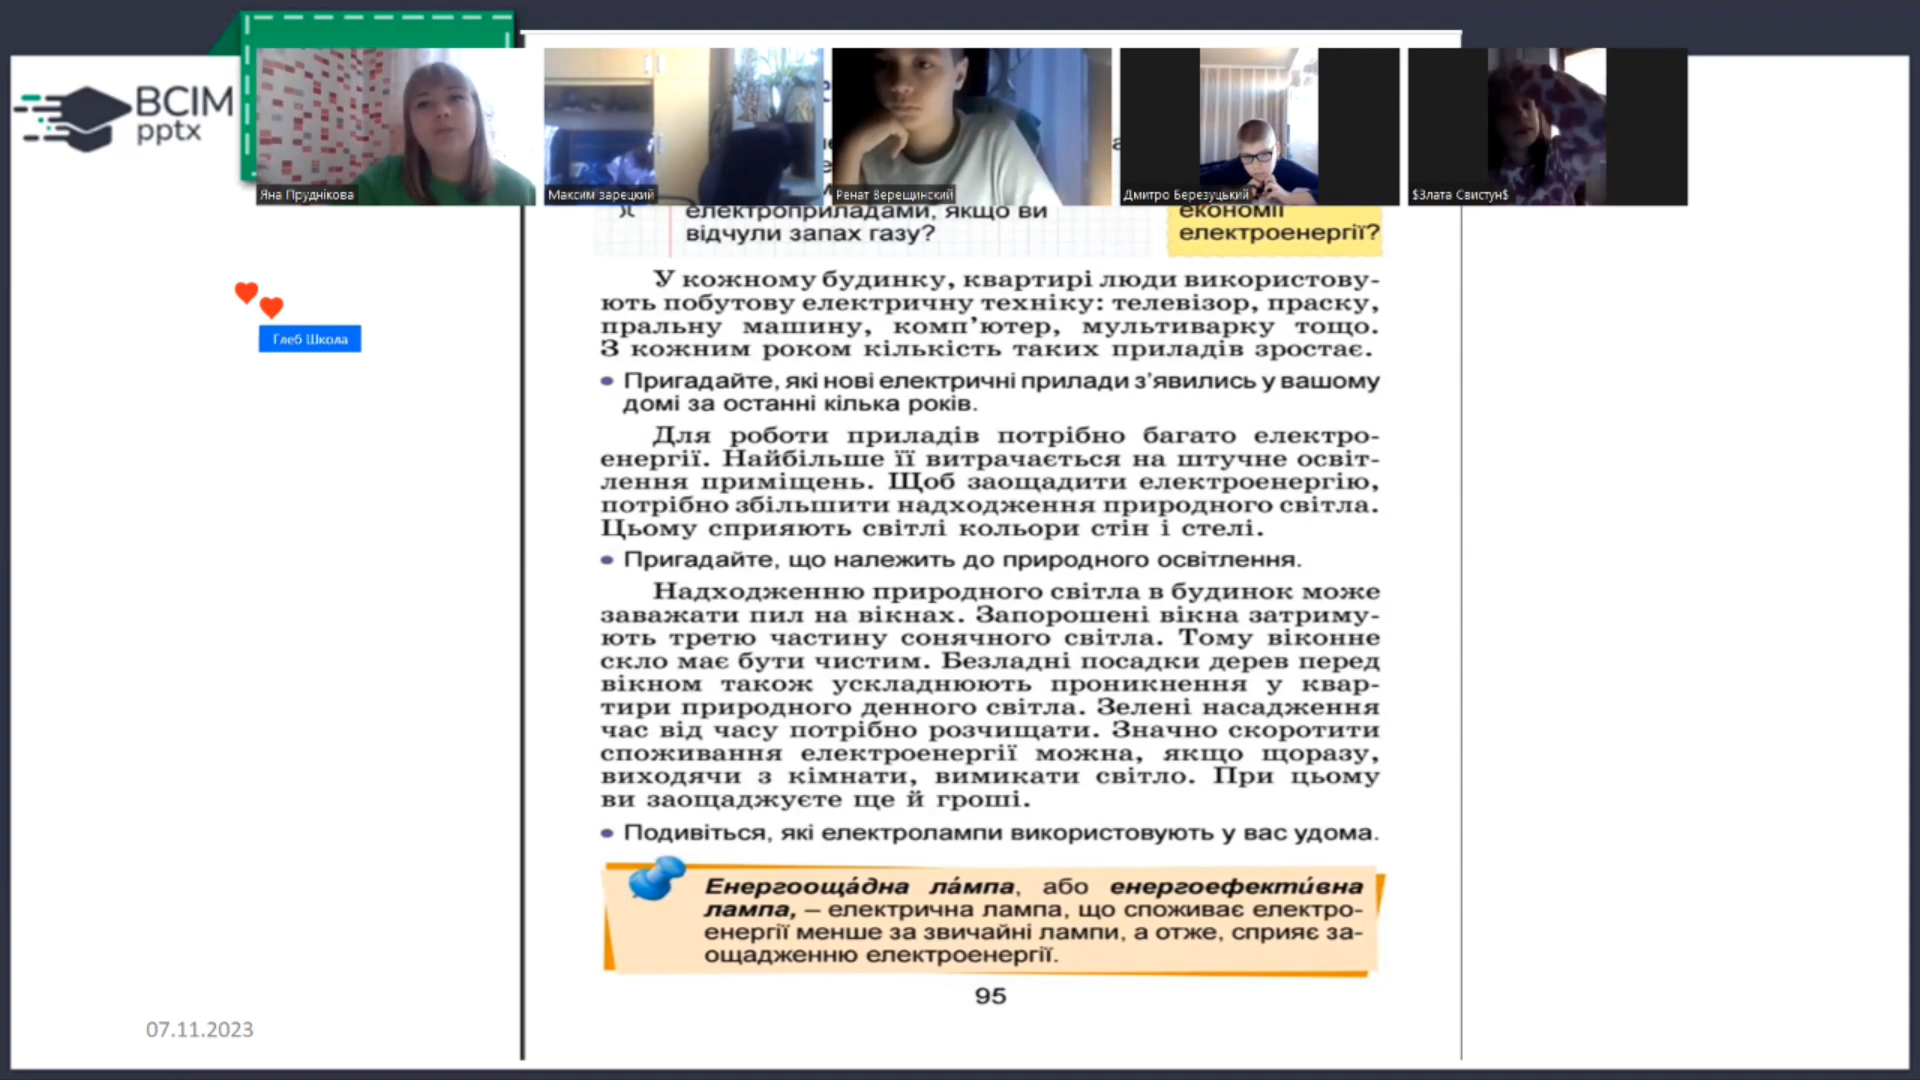 ВСІМ
pptx
Яна Пруднікова
Максим зарецкий
Ренат Верещинский
Дмитро Березуцький
$Злата Свистун$
електроприладами, якщо ви
відчули запах газу?
економії
електроенергії?
Глеб Школа
У кожному будинку, квартирі люди використову-
ють побутову електричну техніку: телевізор, праску,
пральну машину, комп’ютер, мультиварку тощо.
З кожним роком кількість таких приладів зростає.
• Пригадайте, які нові електричні прилади з’явились у вашому
домі за останні кілька років.
Для роботи приладів потрібно багато електро-
енергії. Найбільше її витрачається на штучне освіт-
лення приміщень. Щоб заощадити електроенергію,
потрібно збільшити надходження природного світла.
Цьому сприяють світлі кольори стін і стелі.
• Пригадайте, що належить до природного освітлення.
Надходженню природного світла в будинок може
заважати пил на вікнах. Запорошені вікна затриму-
ють третю частину сонячного світла. Тому віконне
скло має бути чистим. Безладні посадки дерев перед
вікном також ускладнюють проникнення у квар-
тири природного денного світла. Зелені насадження
час від часу потрібно розчищати. Значно скоротити
споживання електроенергії можна, якщо щоразу,
виходячи з кімнати, вимикати світло. При цьому
ви заощаджуєте ще й гроші.
• Подивіться, які електролампи використовують у вас удома.
Енергооща́дна ла́мпа, або енергоефекти́вна
лампа, – електрична лампа, що споживає електро-
енергії менше за звичайні лампи, а отже, сприяє за-
ощадженню електроенергії.
95
07.11.2023